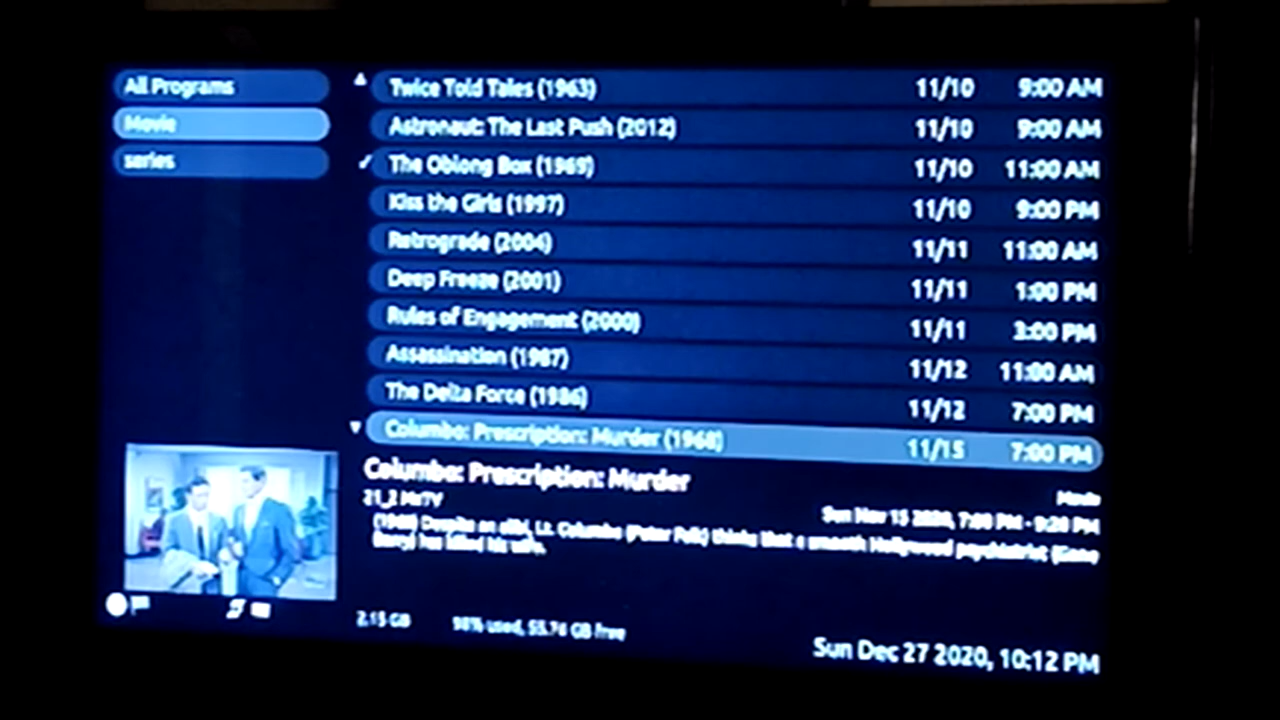 All Programs
Movie
series
Twice Told Tales (1963) 11/10 9:00 AM
Astronaut: The Last Push (2012) 11/10 9:00 AM
The Oblong Box (1969) 11/10 11:00 AM
Kiss the Girls (1997) 11/10 9:00 PM
Retrograde (2004) 11/11 11:00 AM
Deep Freeze (2001) 11/11 1:00 PM
Rules of Engagement (2000) 11/11 3:00 PM
Assassination (1987) 11/12 11:00 AM
The Delta Force (1986) 11/12 7:00 PM
Columbo: Prescription: Murder (1968) 11/15 7:00 PM
Columbo: Prescription: Murder
Movie
21_2 MeTV
Sun Nov 15 2020, 7:00 PM - 9:20 PM
(1968) Despite an alibi, Lt. Columbo (Peter Falk) thinks that a smooth Hollywood psychiatrist (Gene
Barry) has killed his wife.
2.15 GB 98% used, 55.76 GB free
Sun Dec 27 2020, 10:12 PM